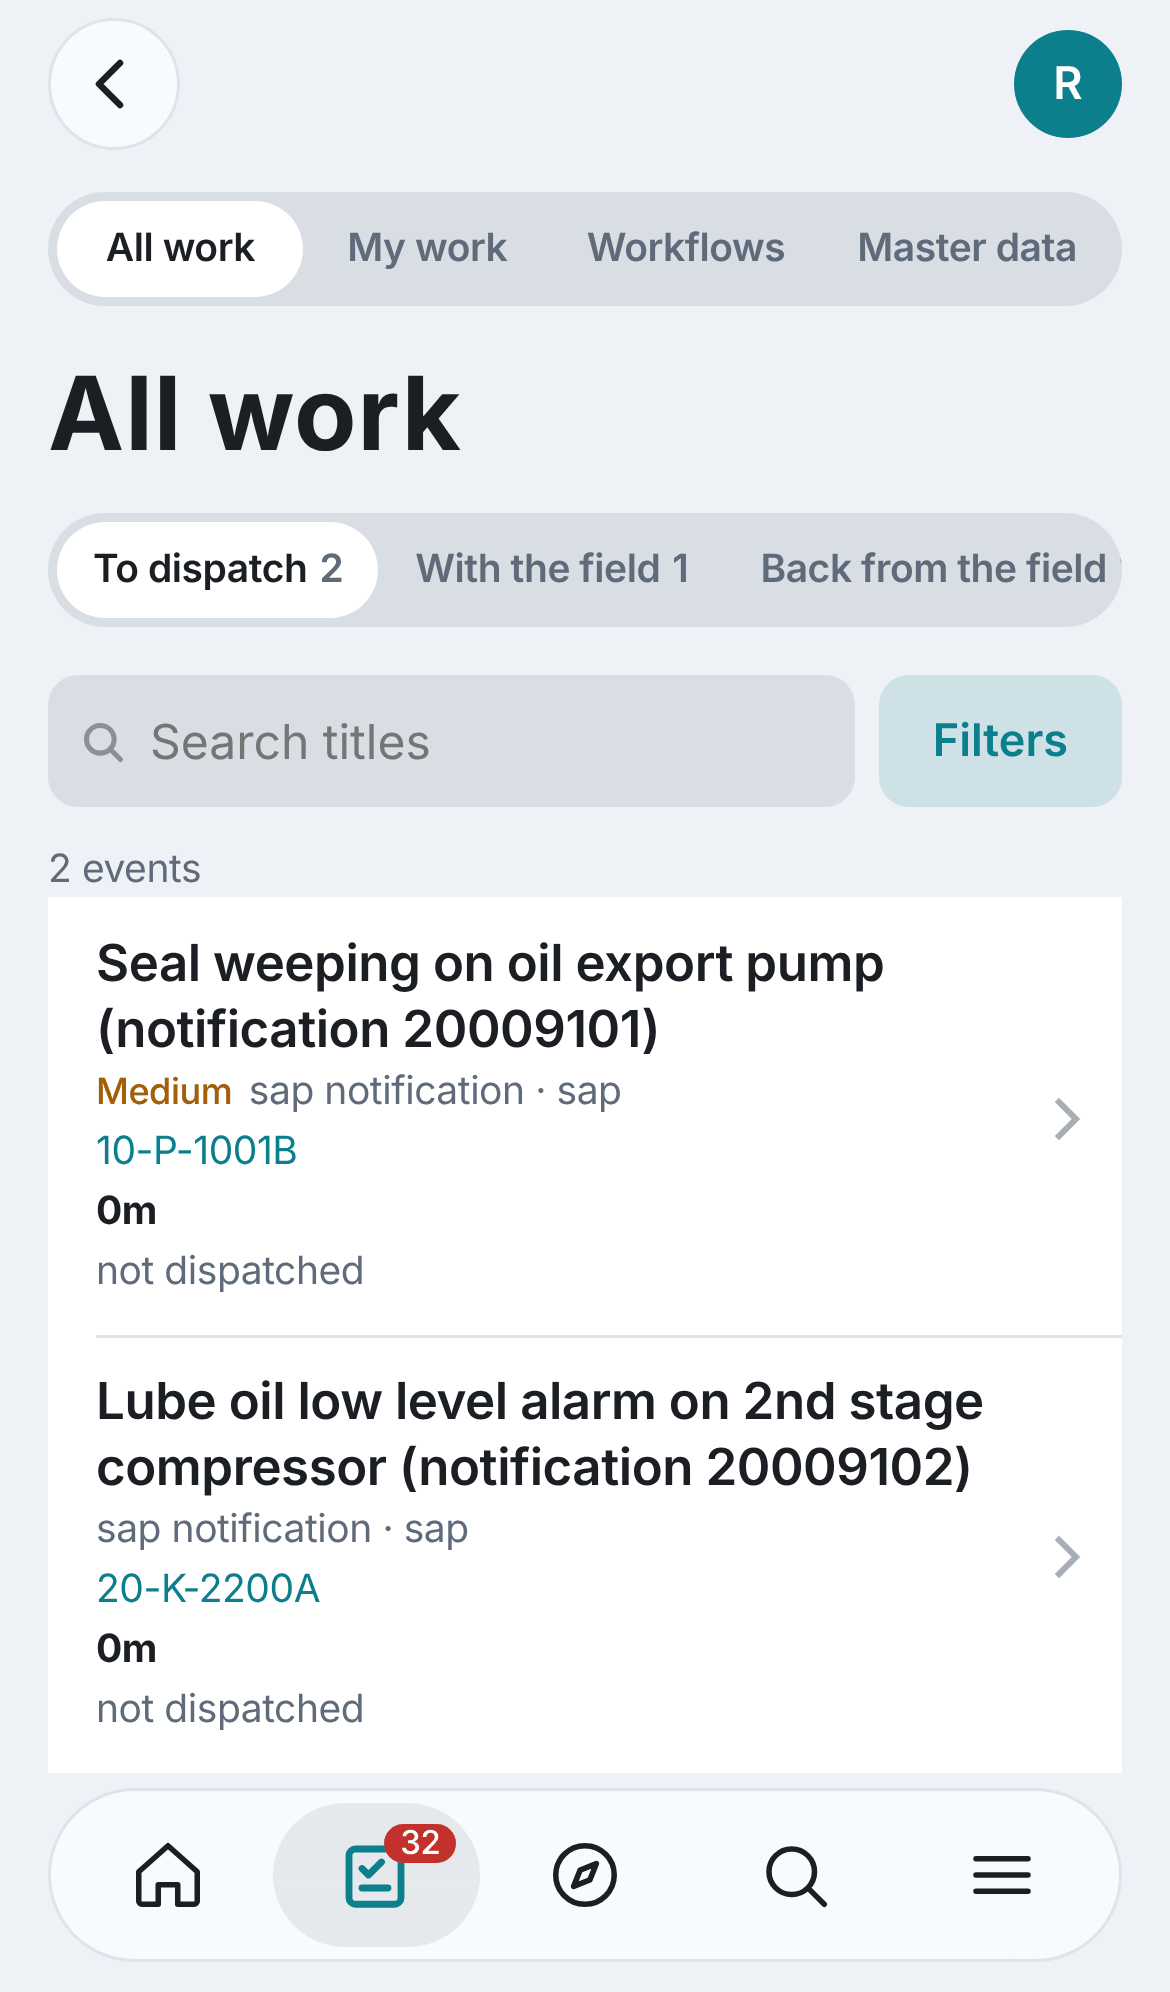 R
All work
My work
Workflows
Master data
All work
To dispatch 2
With the field 1
Back from the field
Search titles
Filters
2 events
Seal weeping on oil export pump
(notification 20009101)
Medium sap notification · sap
10-P-1001B
0m
not dispatched
Lube oil low level alarm on 2nd stage
compressor (notification 20009102)
sap notification · sap
20-K-2200A
0m
not dispatched
32